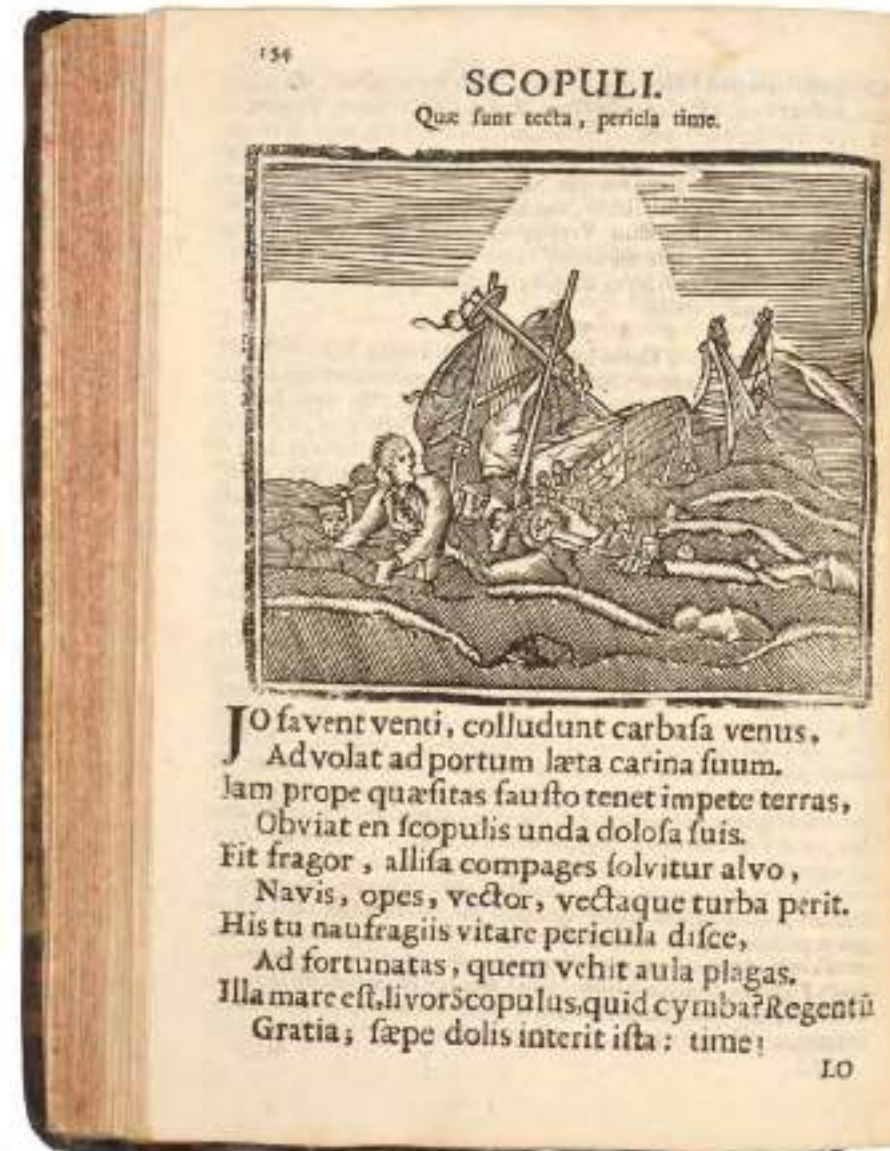 154
SCOPULI.
Quæ ſunt tecta, pericla time.
JO favent venti, colludunt carbaſa venus,
Advolat ad portum læta carina ſuum.
Jam prope quæſitas fauſto tenet impete terras,
Obviat en ſcopulis unda doloſa ſuis.
Fit fragor, alliſa compages ſolvitur alvo,
Navis, opes, vector, vectaque turba perit.
His tu naufragiis vitare pericula diſce,
Ad fortunatas, quem vehit aula plagas.
Illa mare eſt, livor Scopulus, quid cymba? Regentû
Gratia; ſæpe dolis interit iſta: time!
LO